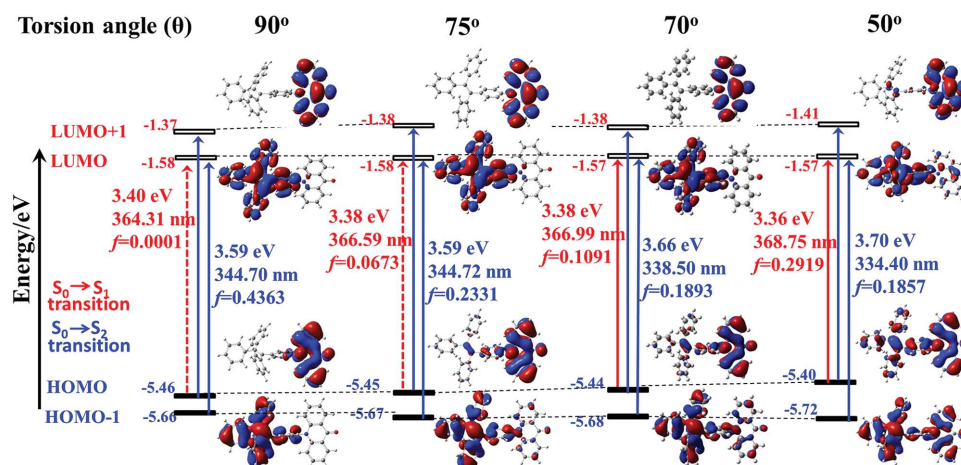 Torsion angle (θ) 90° 75° 70° 50°
LUMO+1 -1.37 -1.38 -1.38 -1.41
LUMO -1.58 -1.58 -1.57 -1.57
3.40 eV
364.31 nm
f=0.0001
3.59 eV
344.70 nm
f=0.4363
3.38 eV
366.59 nm
f=0.0673
3.59 eV
344.72 nm
f=0.2331
3.38 eV
366.99 nm
f=0.1091
3.66 eV
338.50 nm
f=0.1893
3.36 eV
368.75 nm
f=0.2919
3.70 eV
334.40 nm
f=0.1857
Energy/eV
S₀→S₁
transition
S₀→S₂
transition
HOMO -5.46 -5.45 -5.44 -5.40
HOMO-1 -5.66 -5.67 -5.68 -5.72